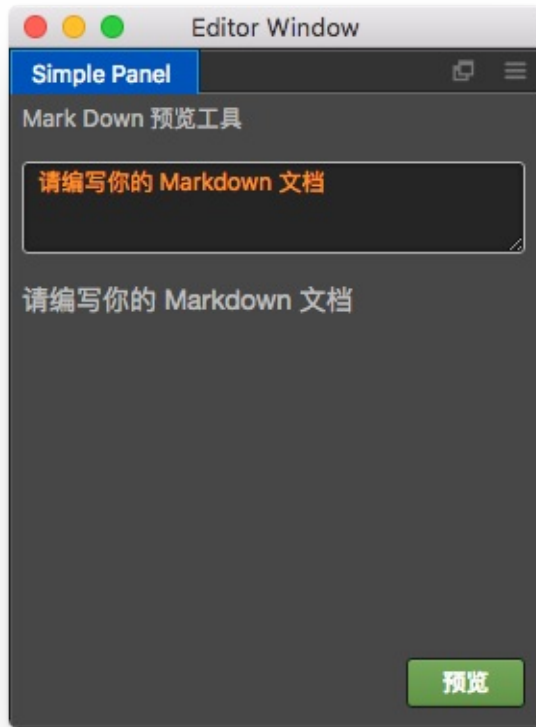 Editor Window
Simple Panel
Mark Down 预览工具
请编写你的 Markdown 文档
请编写你的 Markdown 文档
预览